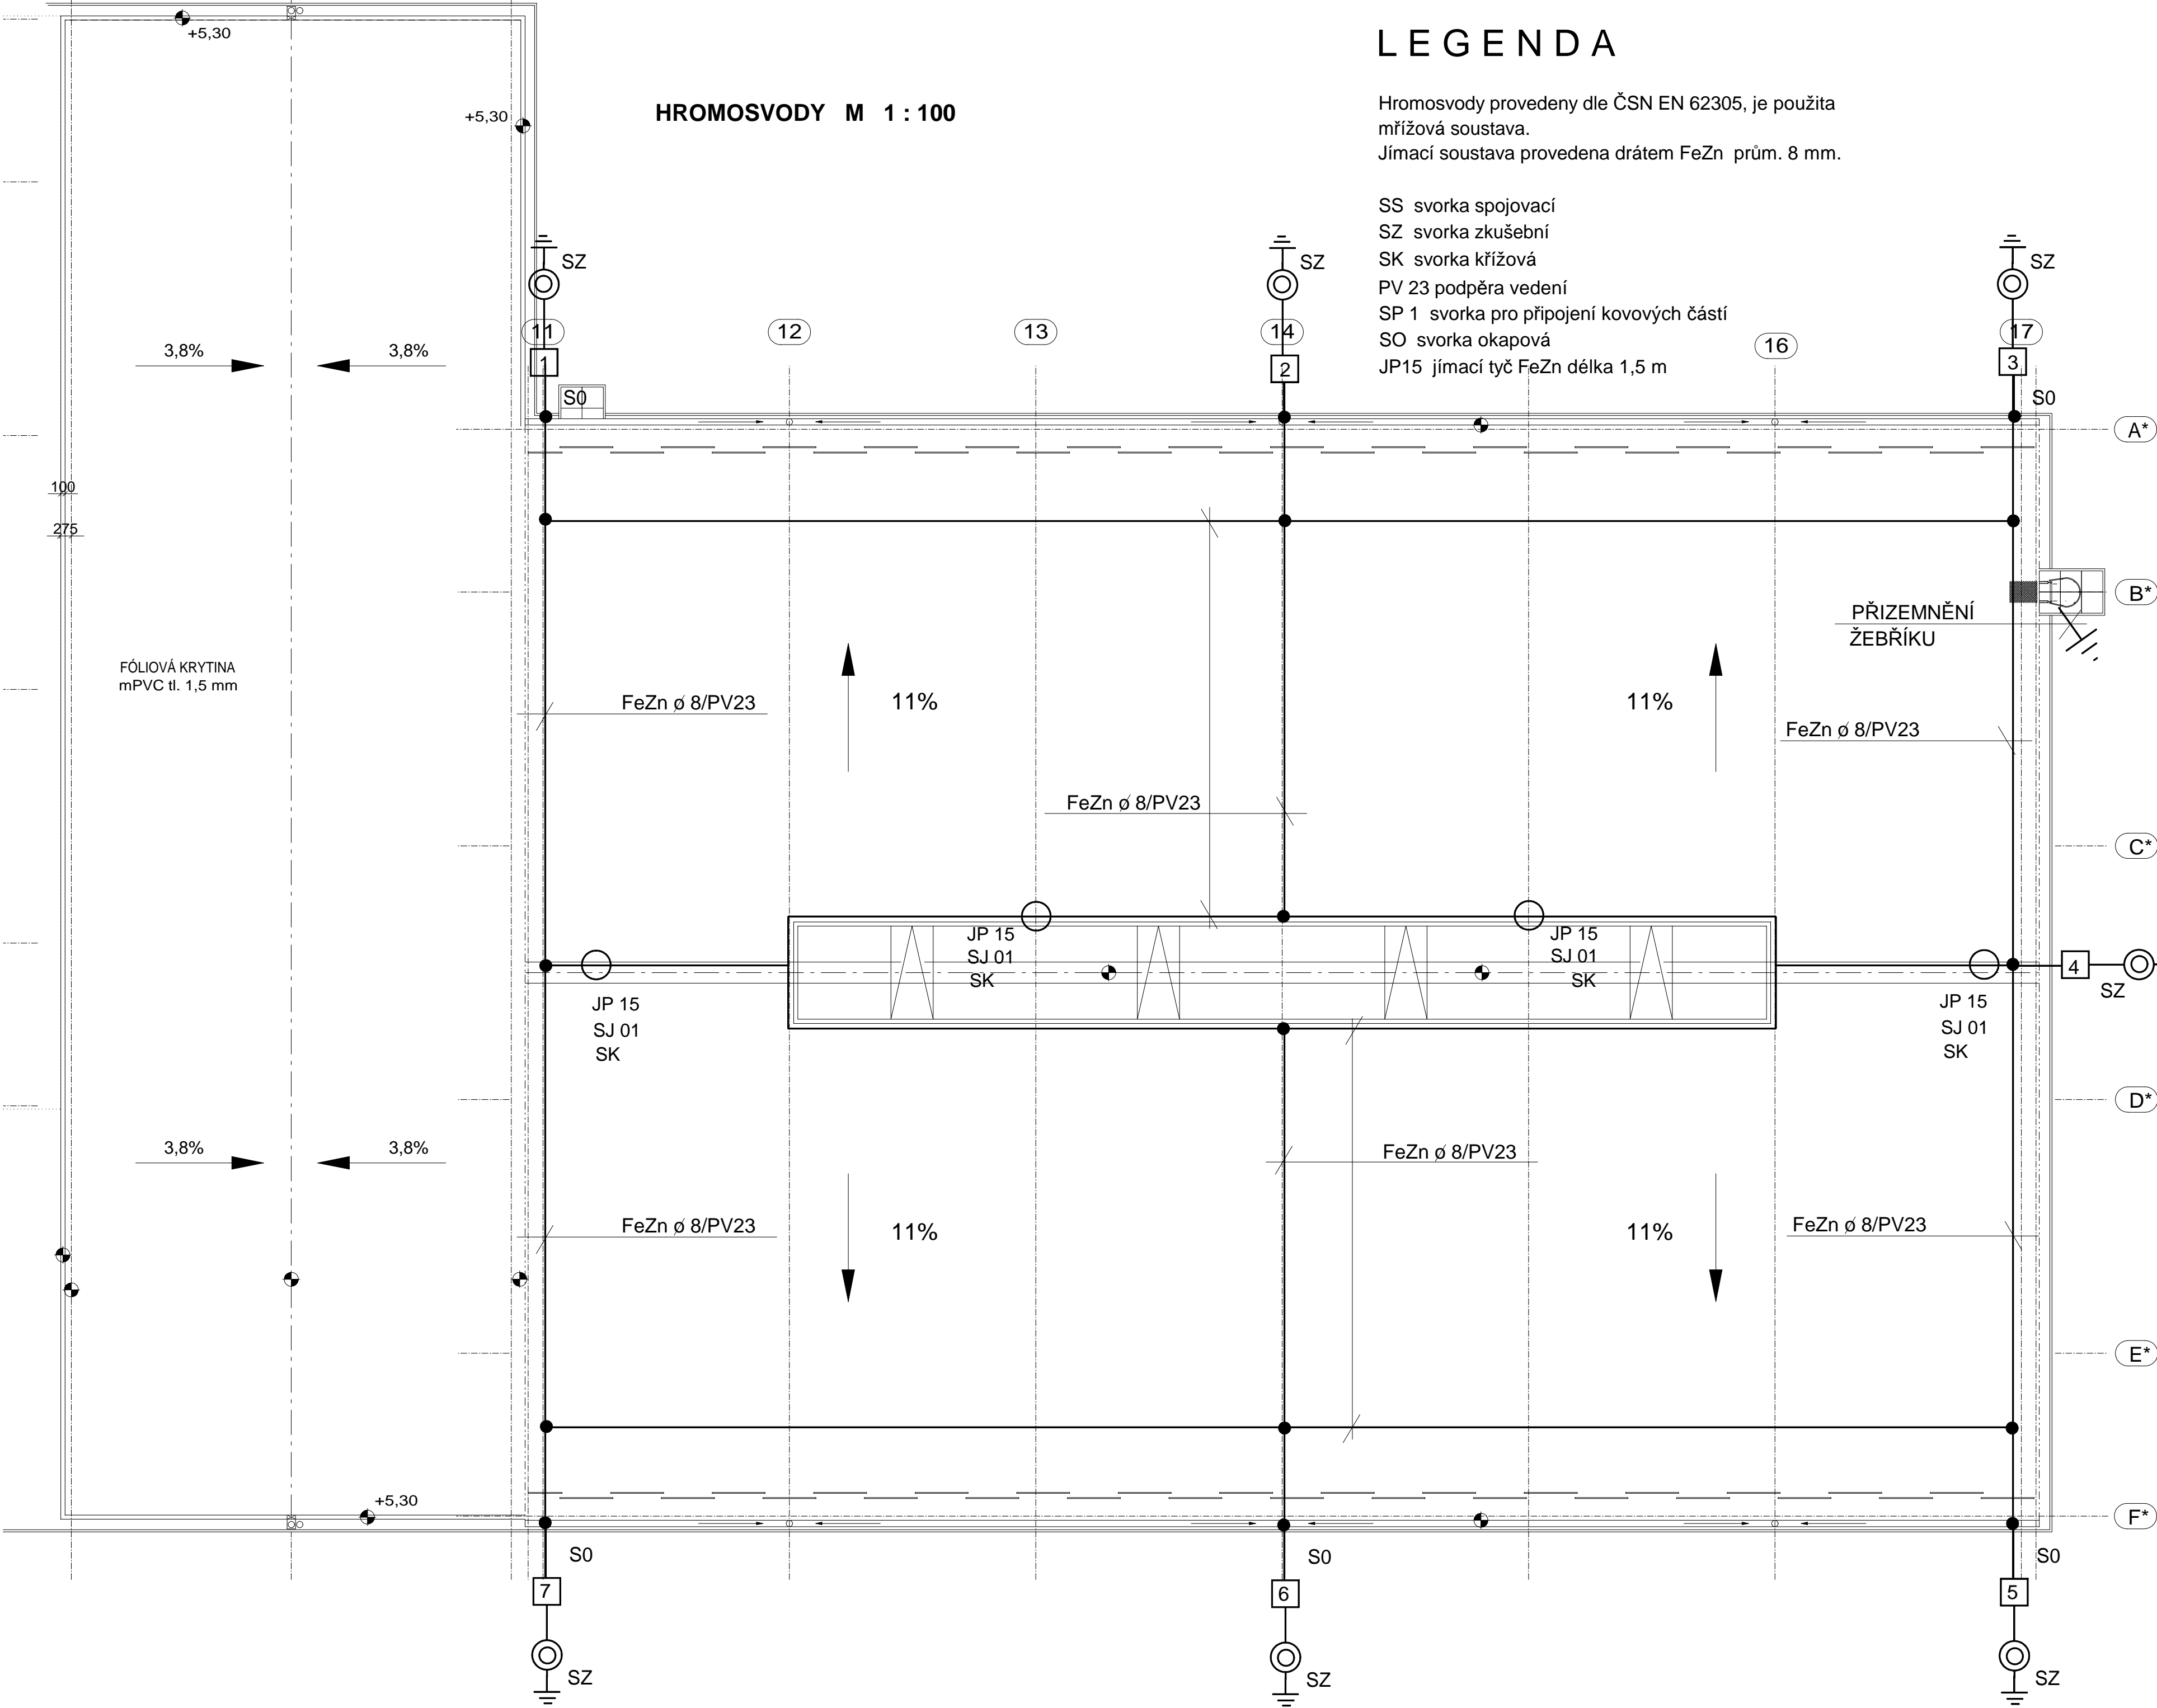 LEGENDA
+5,30
HROMOSVODY M 1 : 100
+5,30
Hromosvody provedeny dle ČSN EN 62305, je použita
mřížová soustava.
Jímací soustava provedena drátem FeZn prům. 8 mm.
SS svorka spojovací
SZ svorka zkušební
SK svorka křížová
PV 23 podpěra vedení
SP 1 svorka pro připojení kovových částí
SO svorka okapová
JP15 jímací tyč FeZn délka 1,5 m
SZ
SZ
SZ
11
12
13
14
16
17
3,8%
3,8%
1
2
3
S0
S0
A*
100
275
B*
PŘIZEMNĚNÍ
ŽEBŘÍKU
FÓLIOVÁ KRYTINA
mPVC tl. 1,5 mm
FeZn ø 8/PV23
11%
11%
FeZn ø 8/PV23
FeZn ø 8/PV23
C*
JP 15
SJ 01
SK
JP 15
SJ 01
SK
4
SZ
JP 15
SJ 01
SK
JP 15
SJ 01
SK
D*
3,8%
3,8%
FeZn ø 8/PV23
FeZn ø 8/PV23
11%
11%
FeZn ø 8/PV23
E*
+5,30
F*
S0
S0
S0
7
6
5
SZ
SZ
SZ